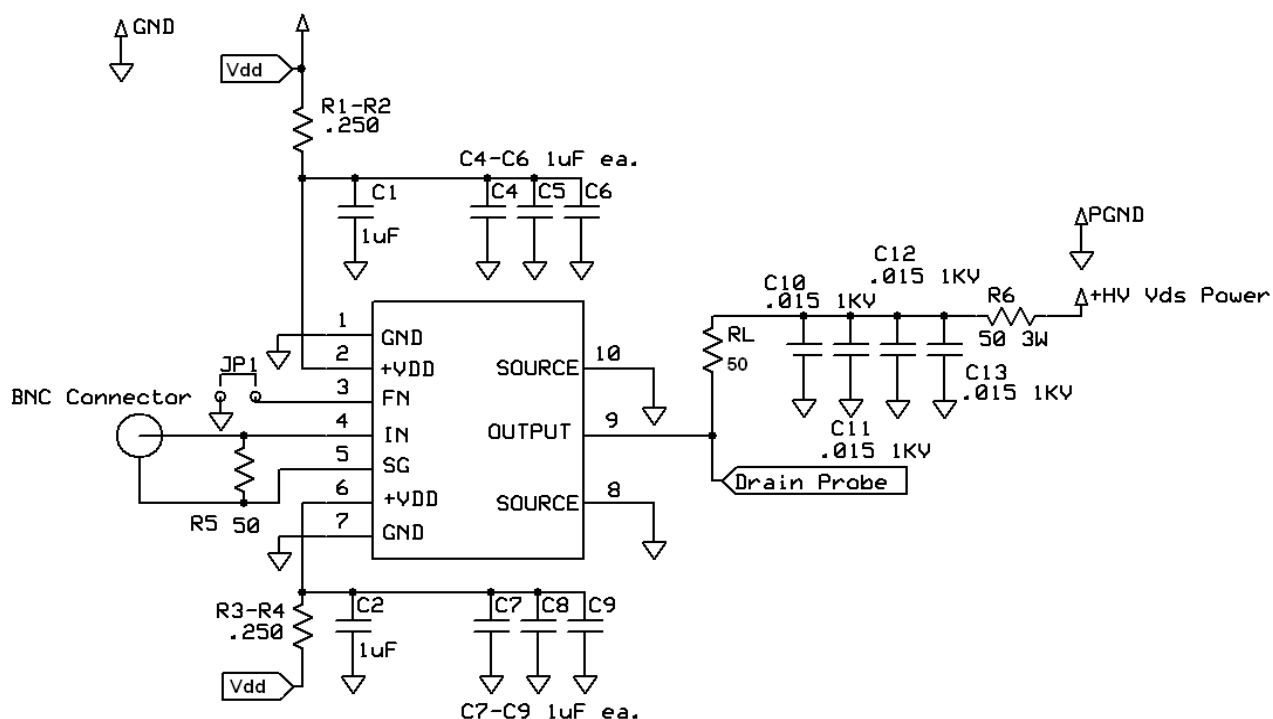 GND
Vdd
R1-R2
.250
C4-C6 1uF ea.
C1
C4
C5
C6
1uF
PGND
C12
.015 1KV
C10
.015 1KV
R6
50 3W
+HV Vds Power
RL
50
C13
.015 1KV
C11
.015 1KV
1
GND
2
+VDD
JP1
3
FN
BNC Connector
4
IN
5
SG
6
+VDD
R5 50
7
GND
SOURCE
10
OUTPUT
9
SOURCE
8
Drain Probe
R3-R4
.250
C2
C7
C8
C9
1uF
Vdd
C7-C9 1uF ea.